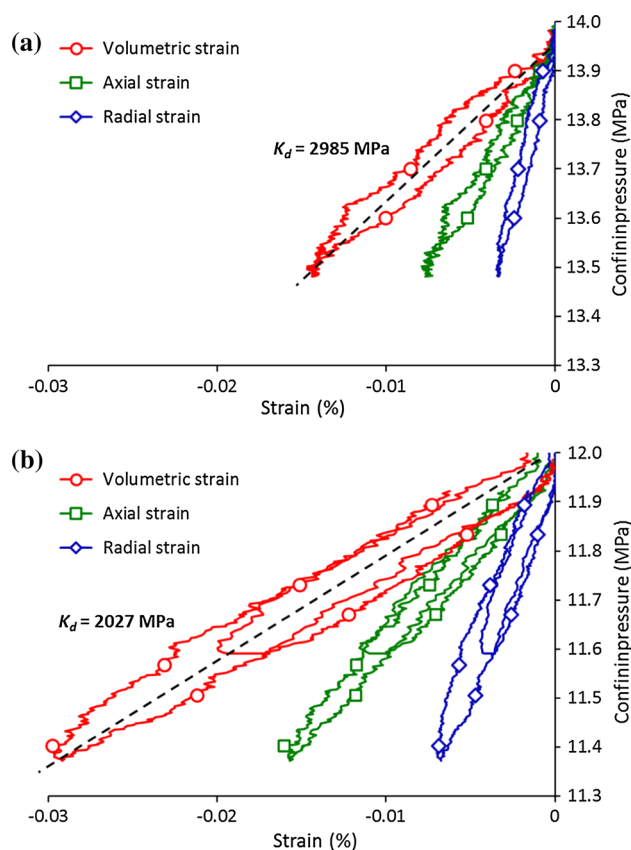 (a)
Volumetric strain
Axial strain
Radial strain
K_d = 2985 MPa
14.0
13.9
13.8
13.7
13.6
13.5
13.4
13.3
Confininpressure (MPa)
-0.03 -0.02 -0.01 0
Strain (%)
(b)
Volumetric strain
Axial strain
Radial strain
K_d = 2027 MPa
12.0
11.9
11.8
11.7
11.6
11.5
11.4
11.3
Confininpressure (MPa)
-0.03 -0.02 -0.01 0
Strain (%)